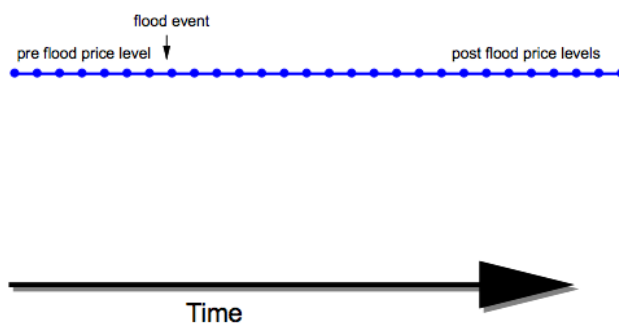 flood event
pre flood price level
post flood price levels
Time